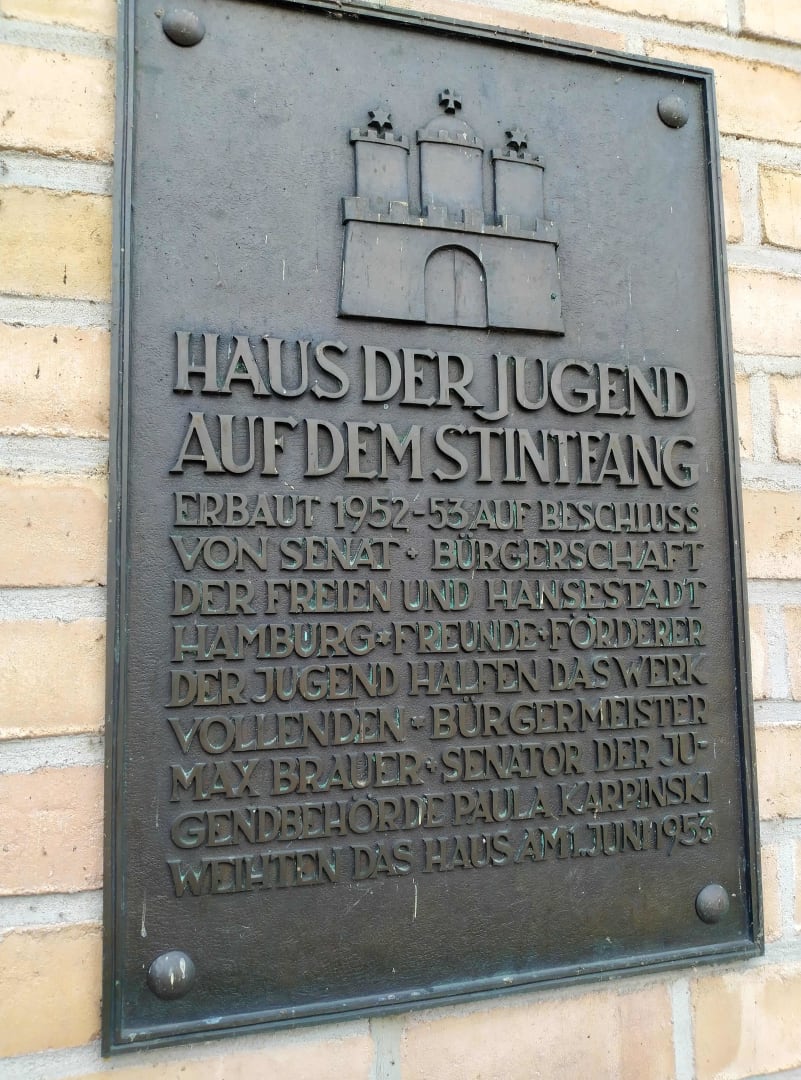 HAUS DER JUGEND
AUF DEM STINTFANG
ERBAUT 1952-53 AUF BESCHLUSS
VON SENAT + BÜRGERSCHAFT
DER FREIEN UND HANSESTADT
HAMBURG * FREUNDE + FÖRDERER
DER JUGEND HALFEN DAS WERK
VOLLENDEN + BÜRGERMEISTER
MAX BRAUER + SENATOR DER JU-
GENDBEHÖRDE PAULA KARPINSKI
WEIHTEN DAS HAUS AM 1. JUNI 1953